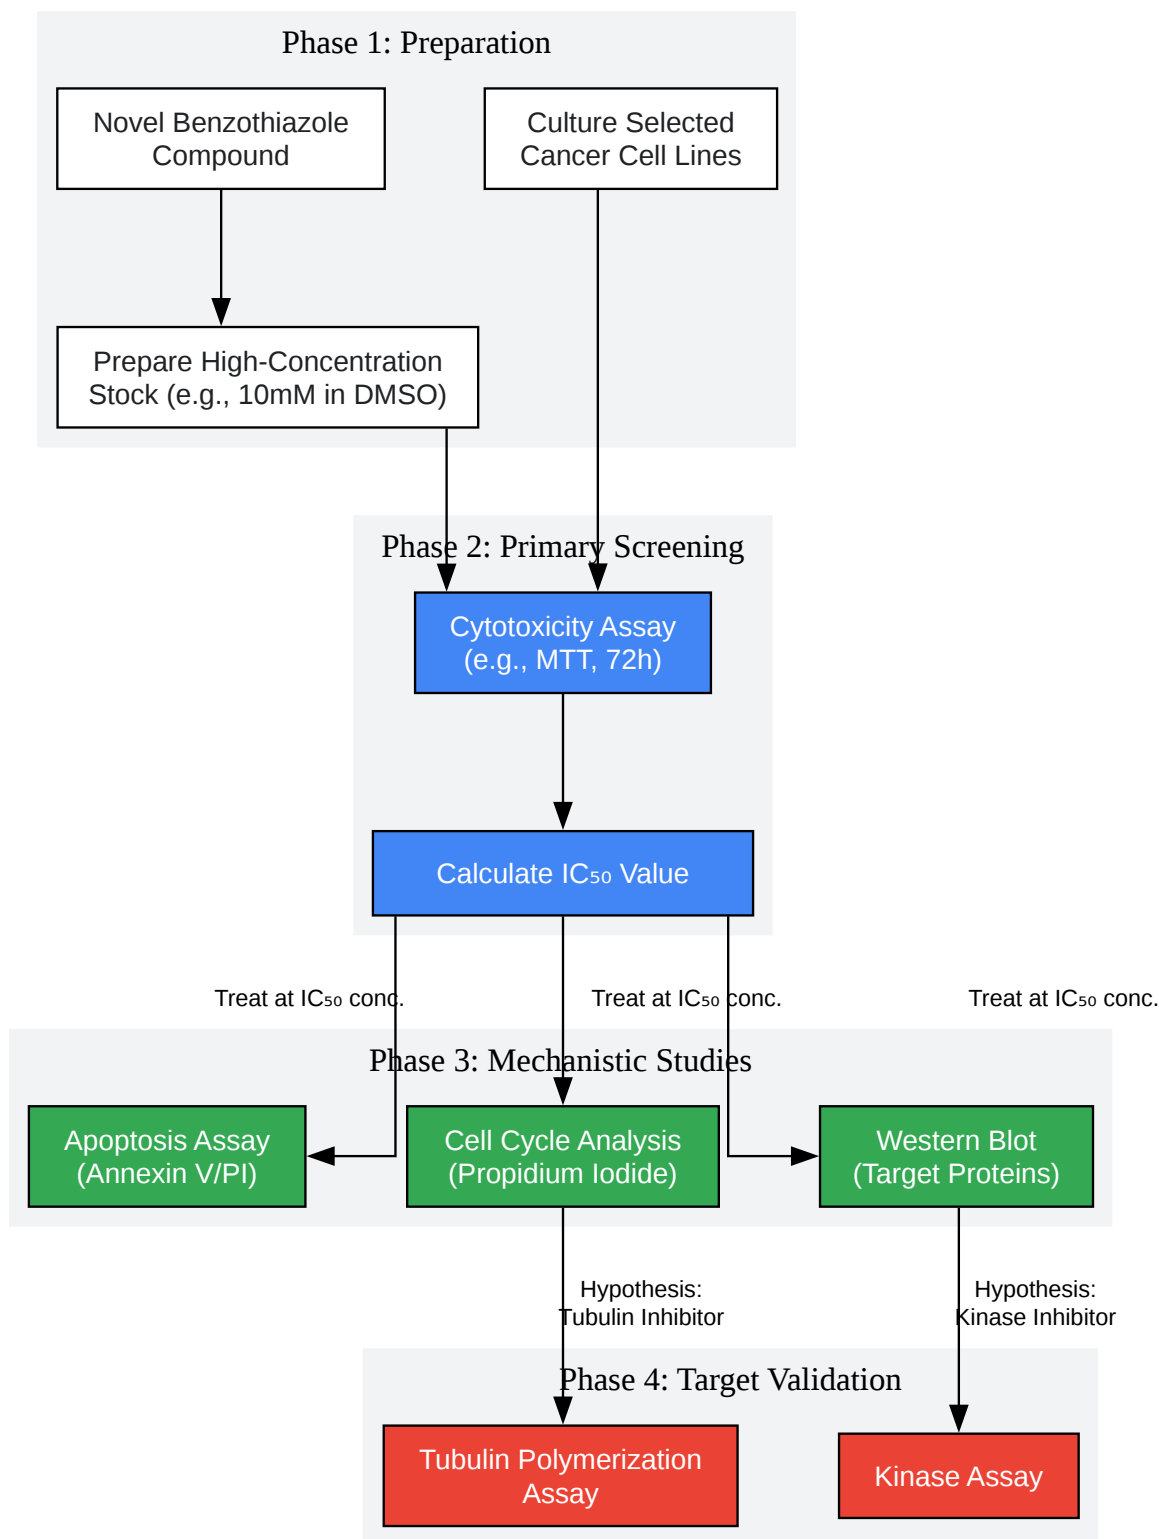 Phase 1: Preparation
Novel Benzothiazole
Compound
Culture Selected
Cancer Cell Lines
Prepare High-Concentration
Stock (e.g., 10mM in DMSO)
Phase 2: Primary Screening
Cytotoxicity Assay
(e.g., MTT, 72h)
Calculate IC₅₀ Value
Treat at IC₅₀ conc.
Treat at IC₅₀ conc.
Treat at IC₅₀ conc.
Phase 3: Mechanistic Studies
Apoptosis Assay
(Annexin V/PI)
Cell Cycle Analysis
(Propidium Iodide)
Western Blot
(Target Proteins)
Hypothesis:
Tubulin Inhibitor
Hypothesis:
Kinase Inhibitor
Phase 4: Target Validation
Tubulin Polymerization
Assay
Kinase Assay